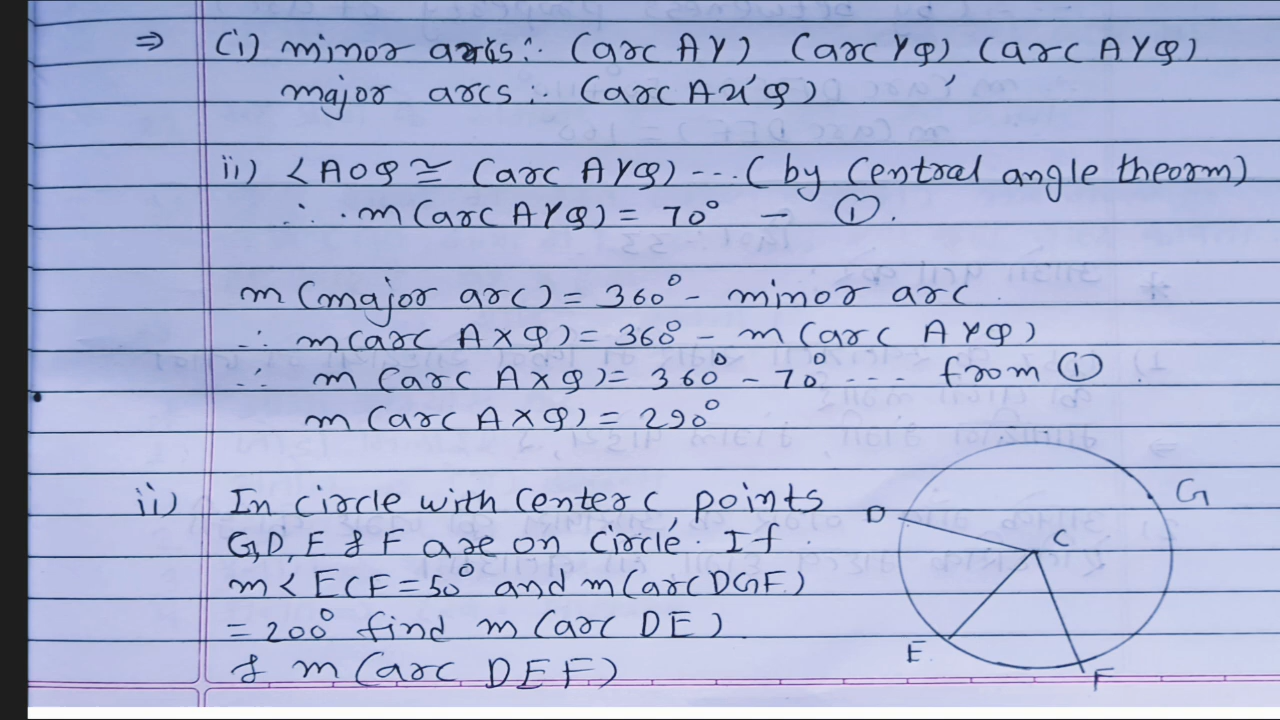 ⇒ (i) minor arcs:- (arc AY) (arc YQ) (arc AYQ)
major arcs:- (arc AxQ)
ii) <AOQ ≅ (arc AYQ) --- (by central angle theorm)
∴ m(arc AYQ) = 70° — ①.
m(major arc) = 360° - minor arc.
∴ m(arc AXQ) = 360° - m(arc AYQ)
∴ m(arc AXQ) = 360° - 70° --- from ①.
m(arc AXQ) = 290°
ii) In circle with center C, points
G,D,E & F are on circle. If
m<ECF=50° and m(arc DGF)
= 200° find m(arc DE)
& m(arc DEF)
G
D
C
E
F